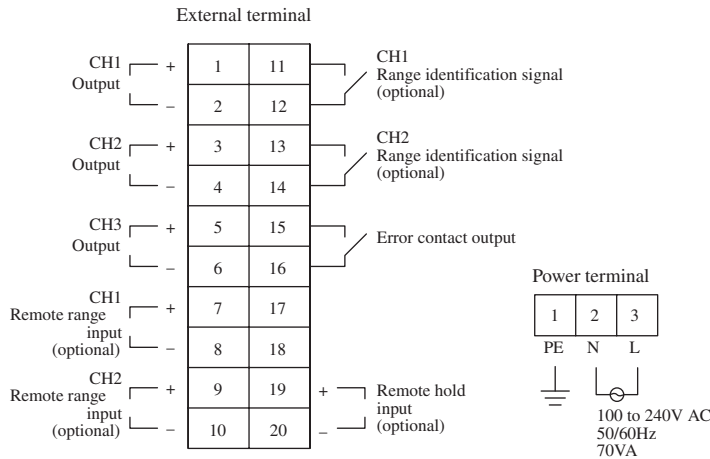 External terminal
CH1
Output
+
−
1
11
2
12
CH1
Range identification signal
(optional)
CH2
Output
+
−
3
13
4
14
CH2
Range identification signal
(optional)
CH3
Output
+
−
5
15
6
16
Error contact output
CH1
Remote range
input
(optional)
+
−
7
17
8
18
CH2
Remote range
input
(optional)
+
−
9
19
10
20
+
−
Remote hold
input
(optional)
Power terminal
1
2
3
PE
N
L
100 to 240V AC
50/60Hz
70VA